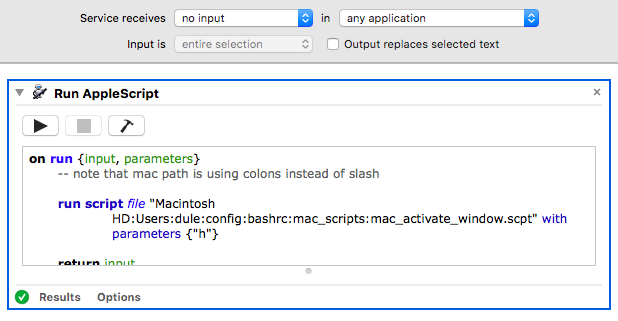 Service receives no input in any application
Input is entire selection Output replaces selected text
Run AppleScript
on run {input, parameters}
-- note that mac path is using colons instead of slash
run script file "Macintosh
HD:Users:dule:config:bashrc:mac_scripts:mac_activate_window.scpt" with
parameters {"h"}
return input
Results Options